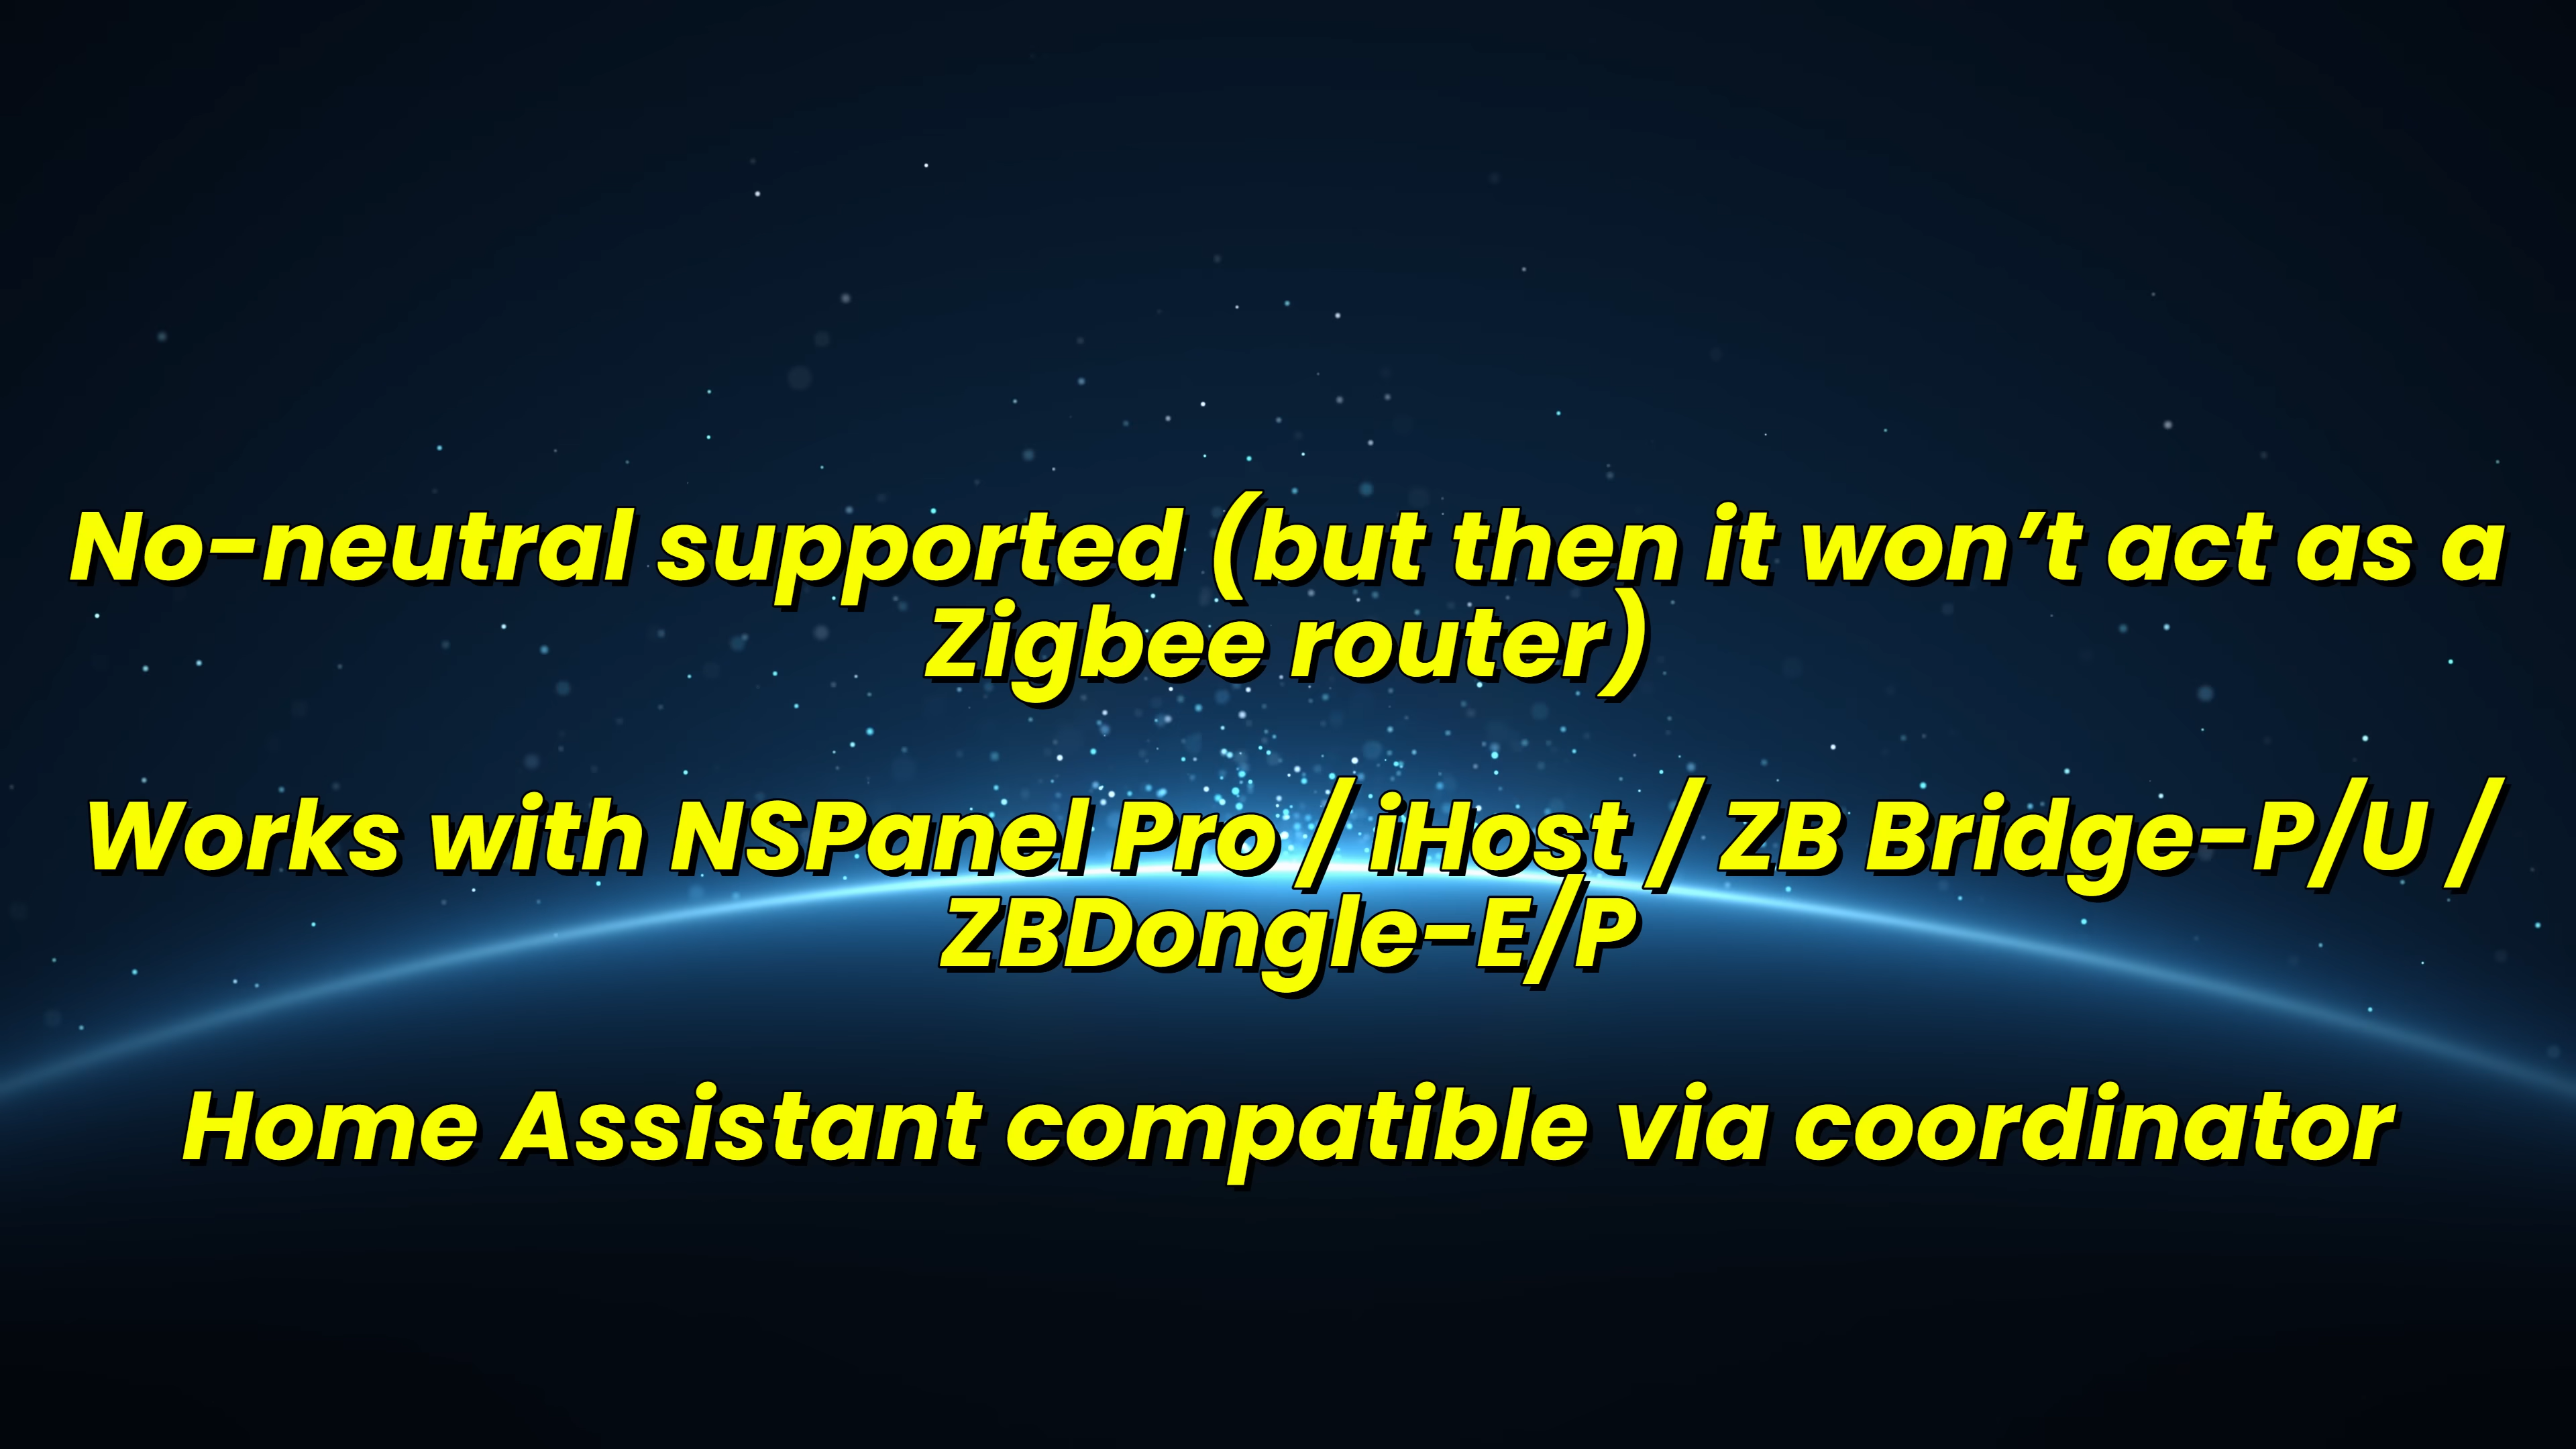 No-neutral supported (but then it won’t act as a
Zigbee router)
Works with NSPanel Pro / iHost / ZB Bridge-P/U /
ZBDongle-E/P
Home Assistant compatible via coordinator